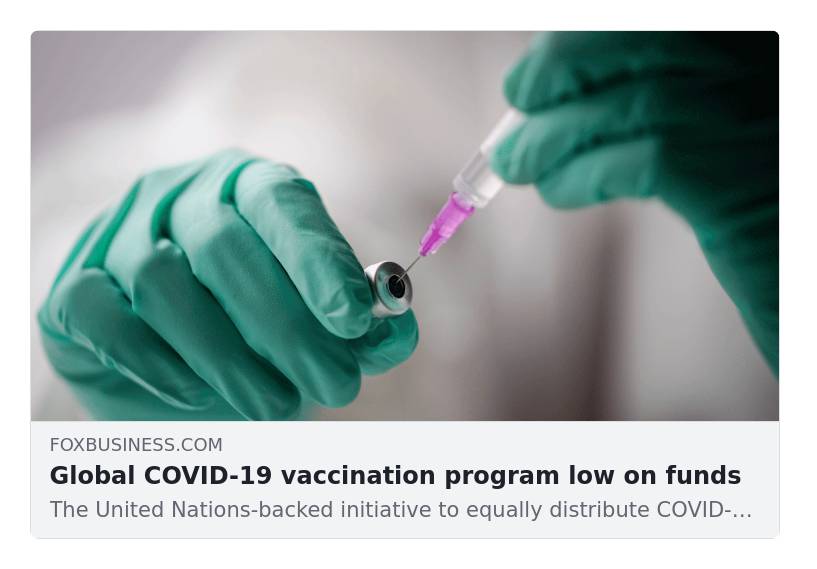 FOXBUSINESS.COM
Global COVID-19 vaccination program low on funds
The United Nations-backed initiative to equally distribute COVID-…